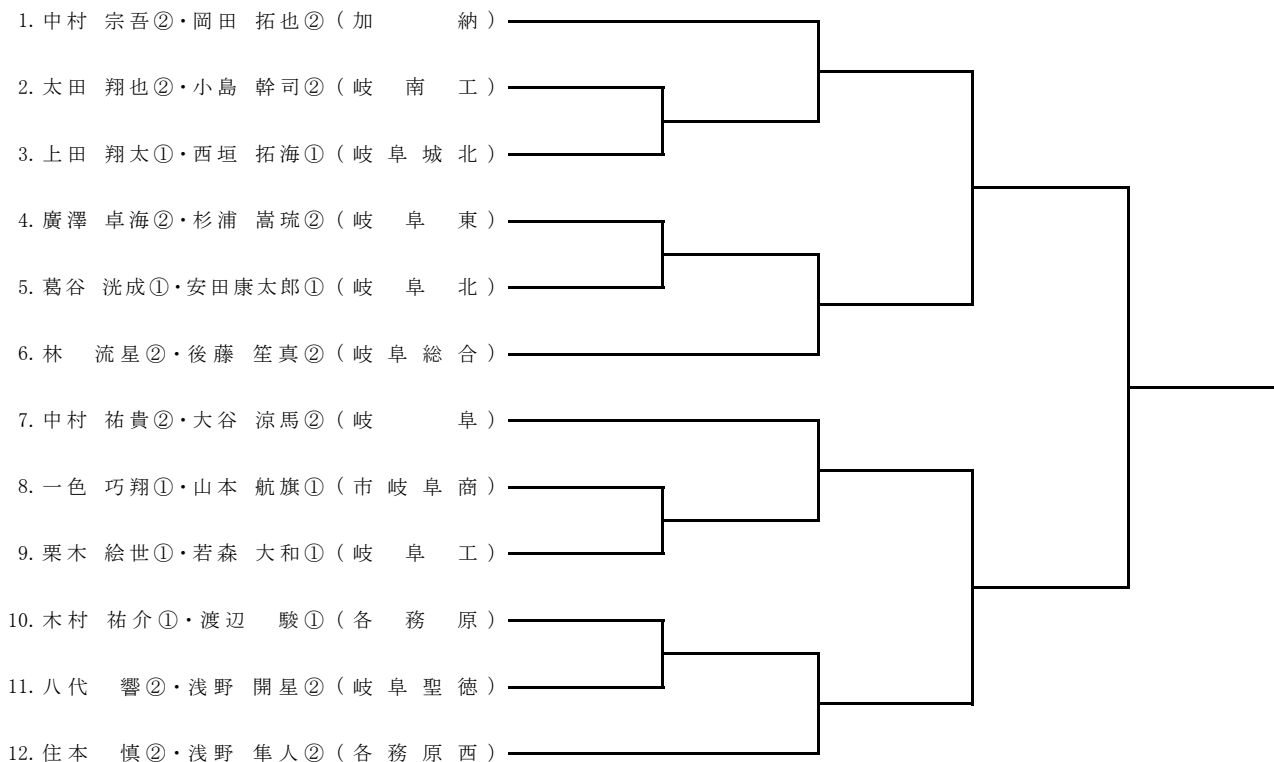 1. 中村 宗吾②・岡田 拓也② (加納)
2. 太田 翔也②・小島 幹司② (岐南工)
3. 上田 翔太①・西垣 拓海① (岐阜城北)
4. 廣澤 卓海②・杉浦 嵩琉② (岐阜東)
5. 葛谷 洸成①・安田康太郎① (岐阜北)
6. 林 流星②・後藤 笙真② (岐阜総合)
7. 中村 祐貴②・大谷 涼馬② (岐阜)
8. 一色 巧翔①・山本 航旗① (市岐阜商)
9. 栗木 絵世①・若森 大和① (岐阜工)
10. 木村 祐介①・渡辺 駿① (各務原)
11. 八代 響②・浅野 開星② (岐阜聖徳)
12. 住本 慎②・浅野 隼人② (各務原西)